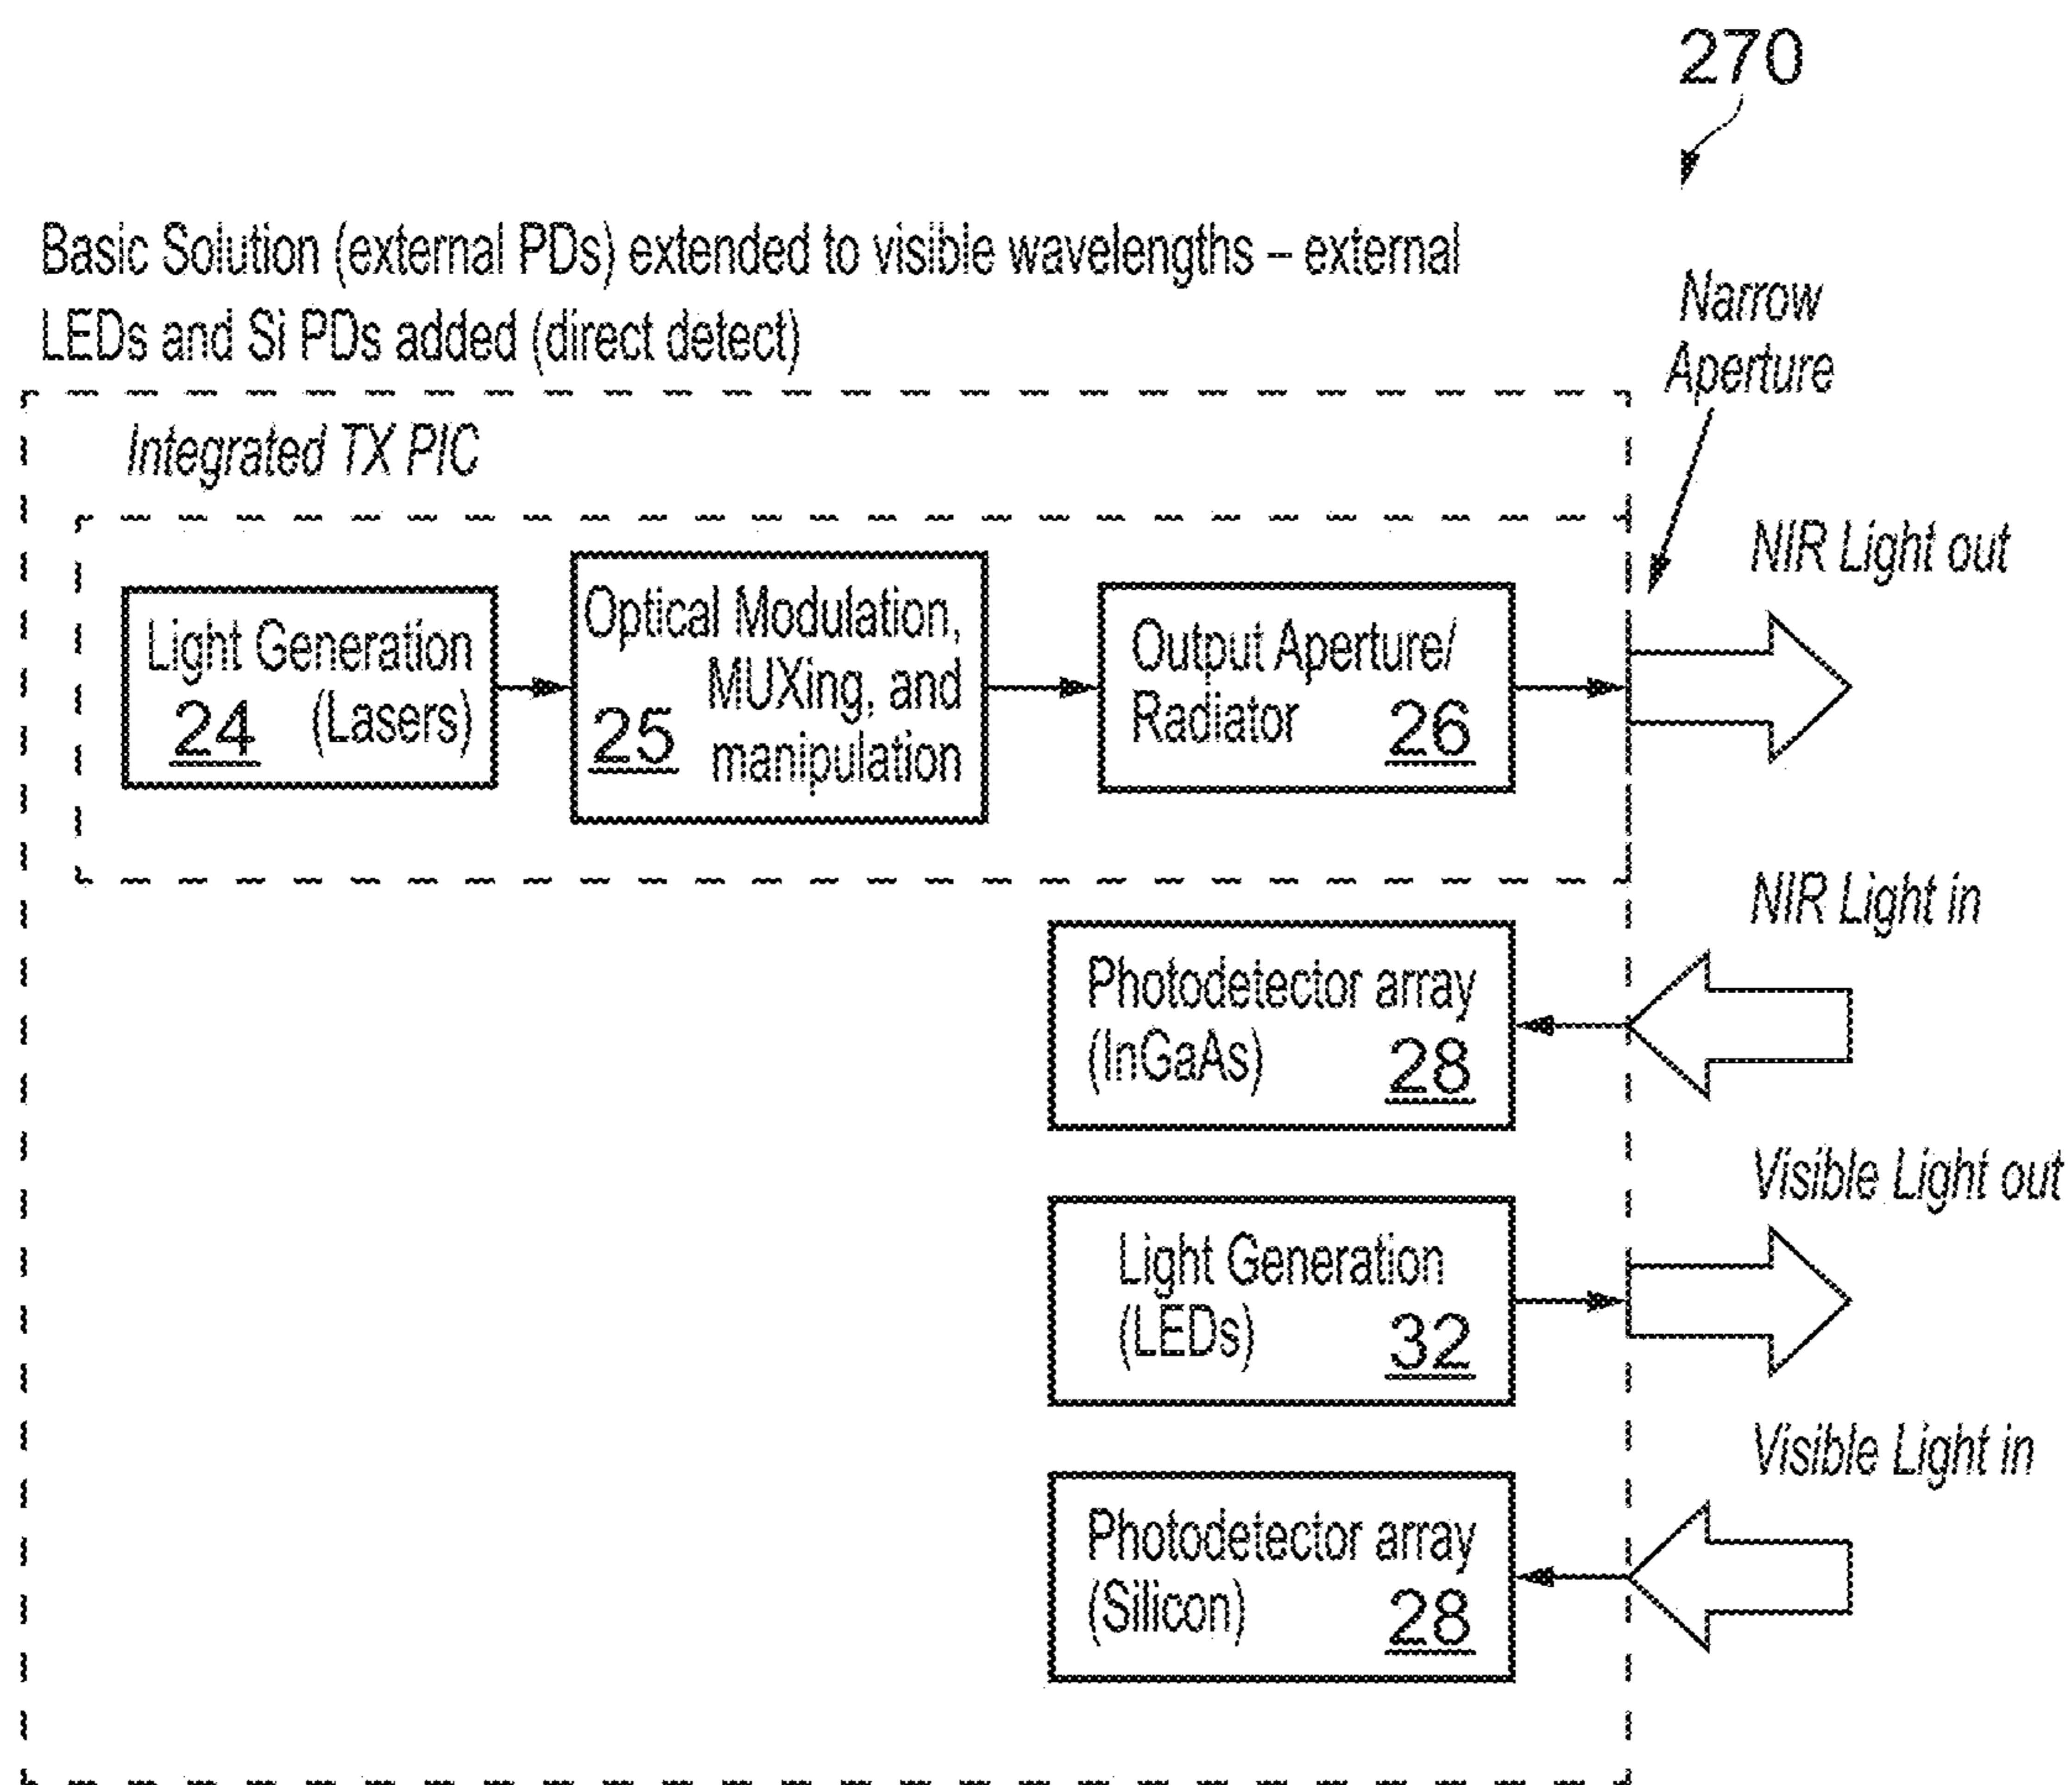 270
Basic Solution (external PDs) extended to visible wavelengths – external
LEDs and Si PDs added (direct detect)
Narrow
Aperture
Integrated TX PIC
Light Generation
24 (Lasers)
Optical Modulation,
MUXing, and
25 manipulation
Output Aperture/
Radiator 26
NIR Light out
NIR Light in
Photodetector array
(InGaAs) 28
Visible Light out
Light Generation
(LEDs) 32
Visible Light in
Photodetector array
(Silicon) 28